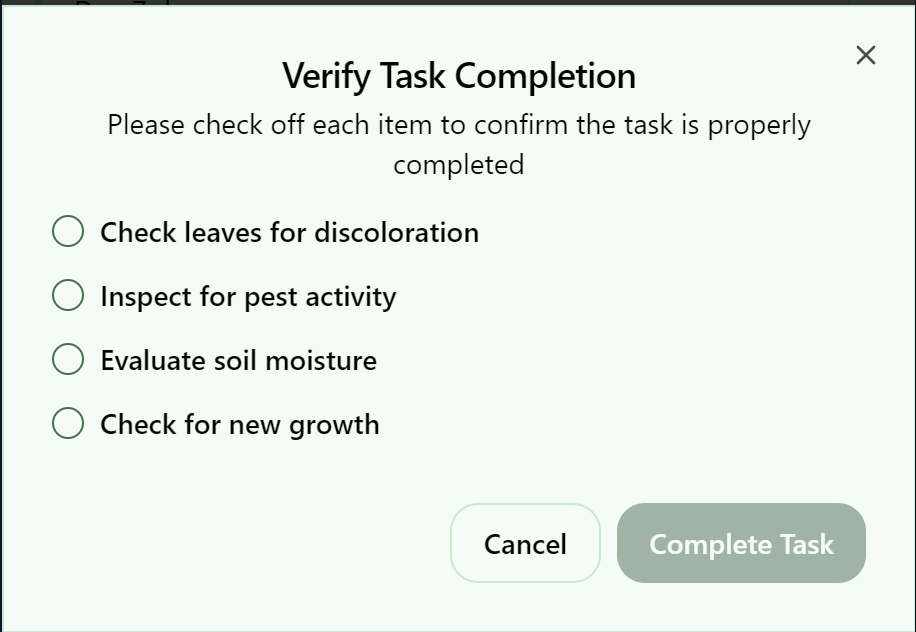 Verify Task Completion
Please check off each item to confirm the task is properly
completed
Check leaves for discoloration
Inspect for pest activity
Evaluate soil moisture
Check for new growth
Cancel
Complete Task